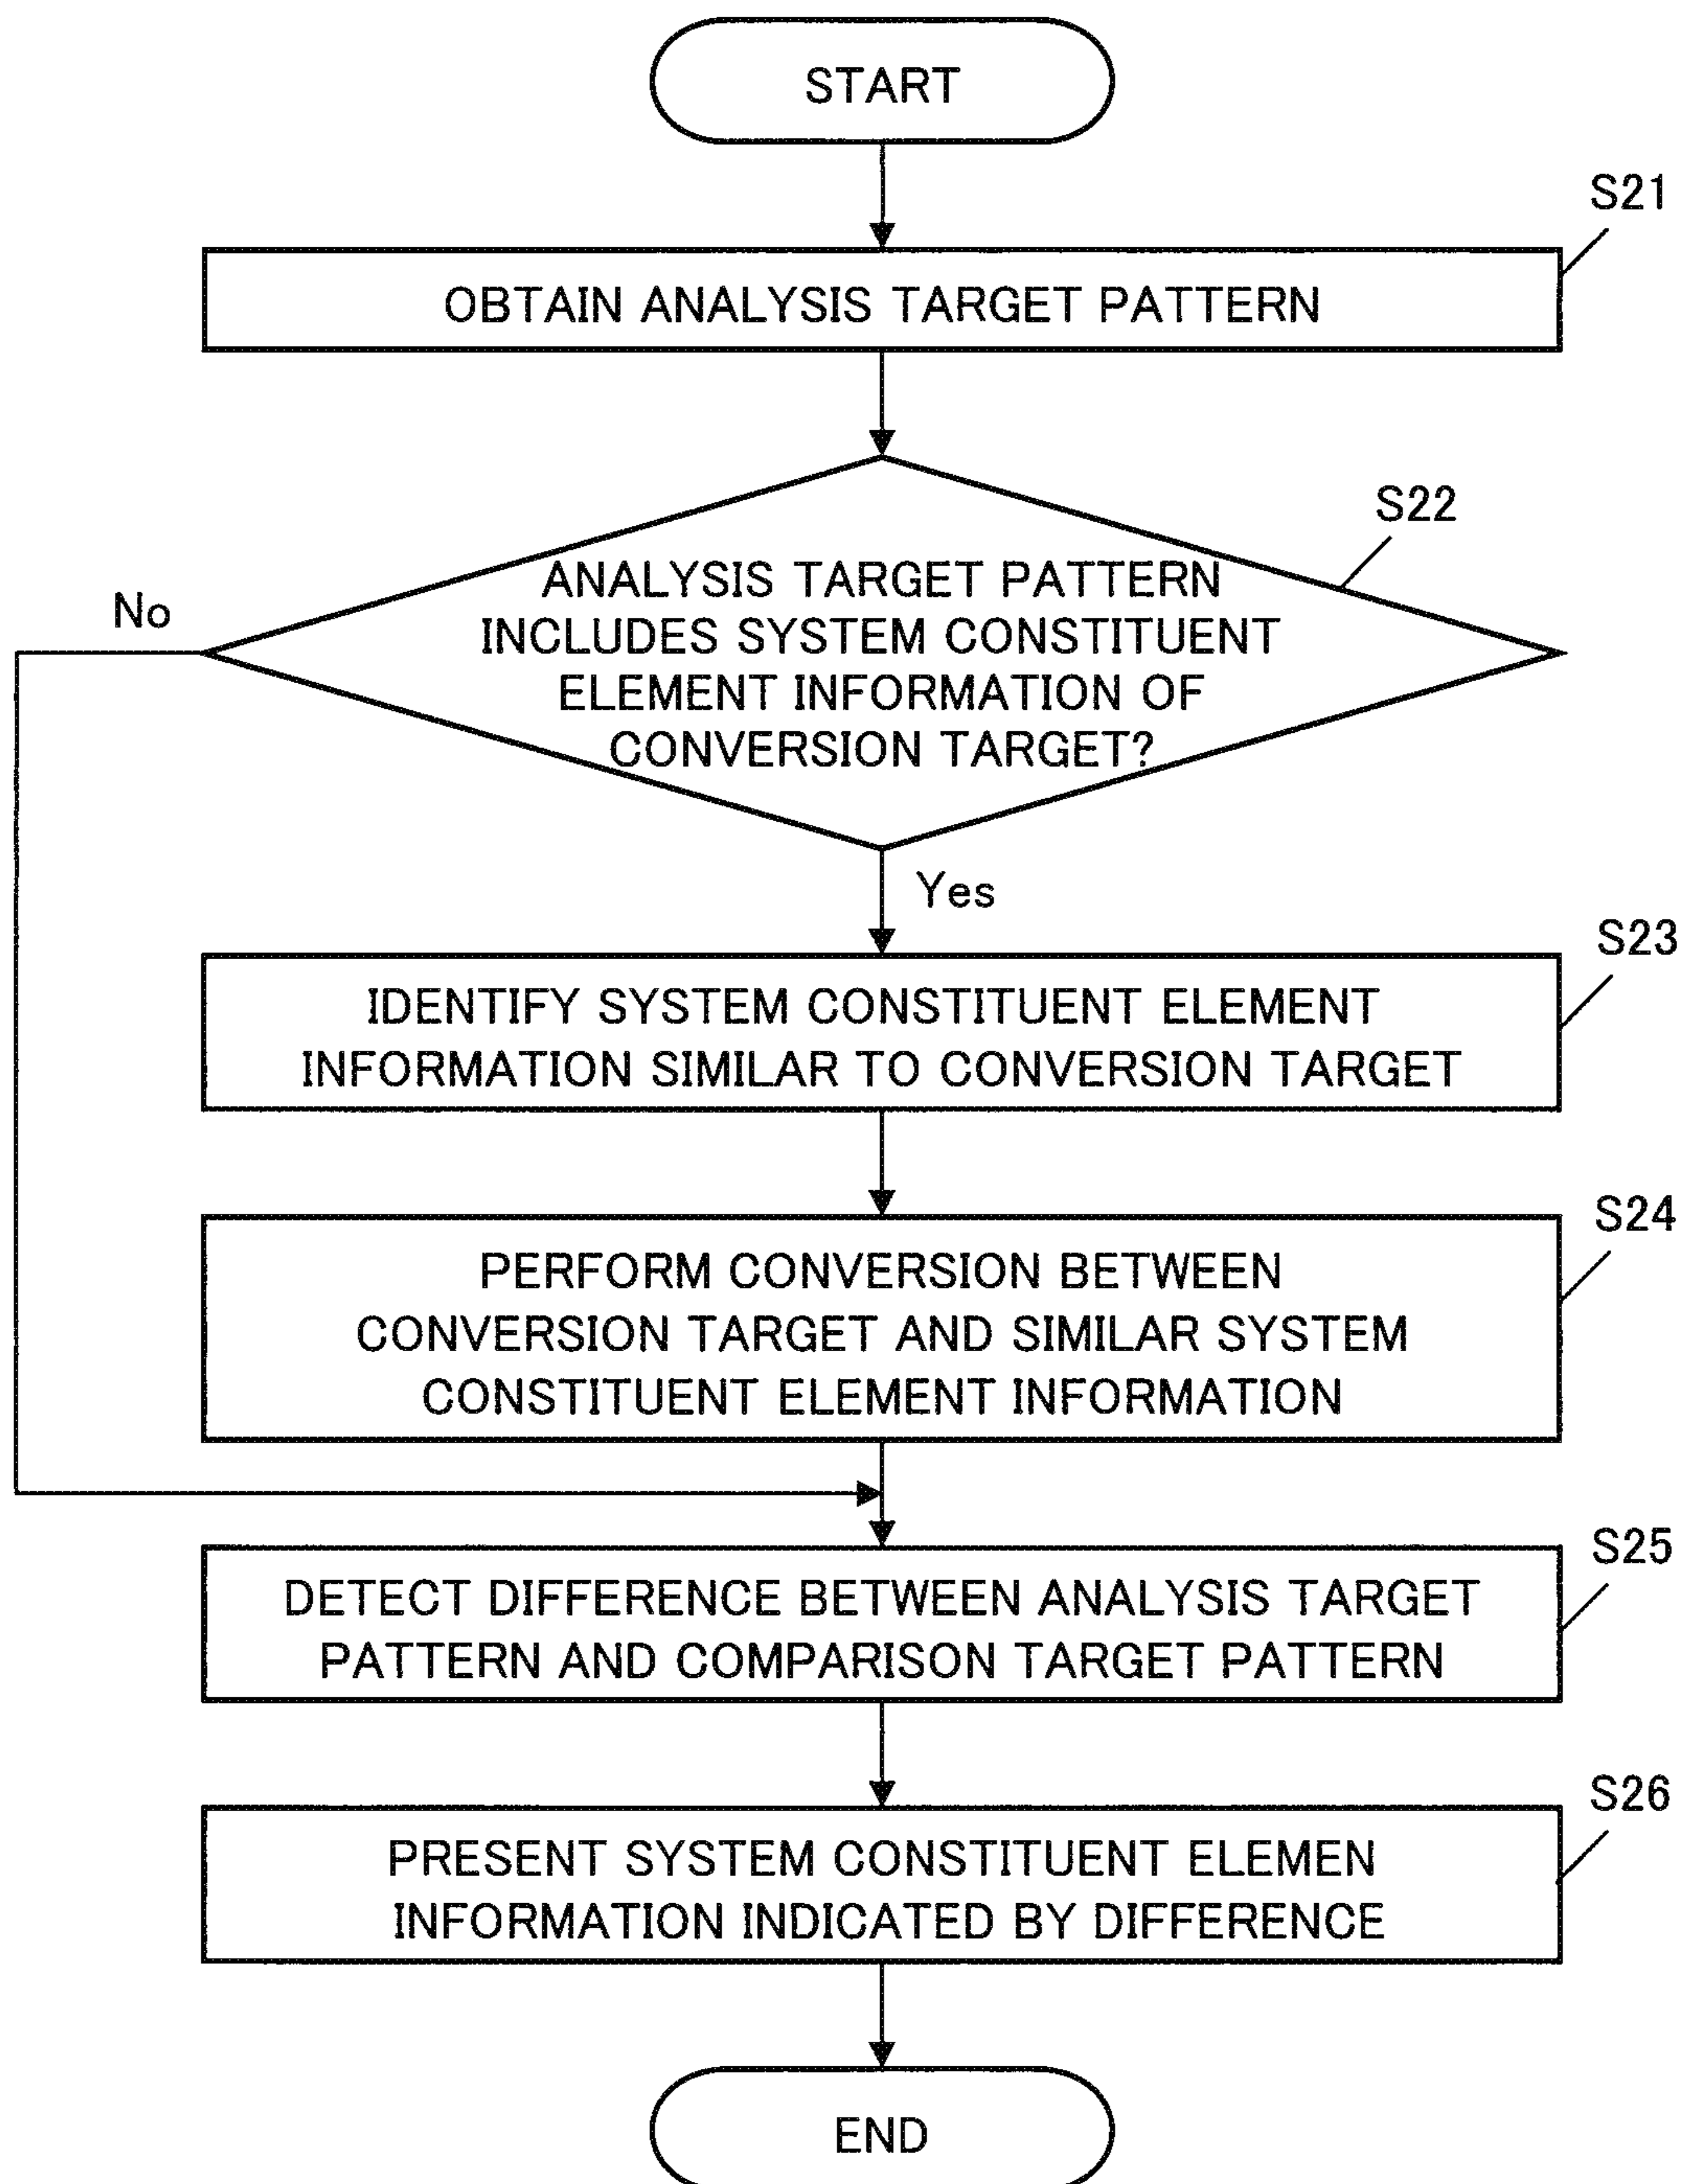 START
S21
OBTAIN ANALYSIS TARGET PATTERN
S22
ANALYSIS TARGET PATTERN
INCLUDES SYSTEM CONSTITUENT
ELEMENT INFORMATION OF
CONVERSION TARGET?
No
Yes
S23
IDENTIFY SYSTEM CONSTITUENT ELEMENT
INFORMATION SIMILAR TO CONVERSION TARGET
S24
PERFORM CONVERSION BETWEEN
CONVERSION TARGET AND SIMILAR SYSTEM
CONSTITUENT ELEMENT INFORMATION
S25
DETECT DIFFERENCE BETWEEN ANALYSIS TARGET
PATTERN AND COMPARISON TARGET PATTERN
S26
PRESENT SYSTEM CONSTITUENT ELEMEN
INFORMATION INDICATED BY DIFFERENCE
END